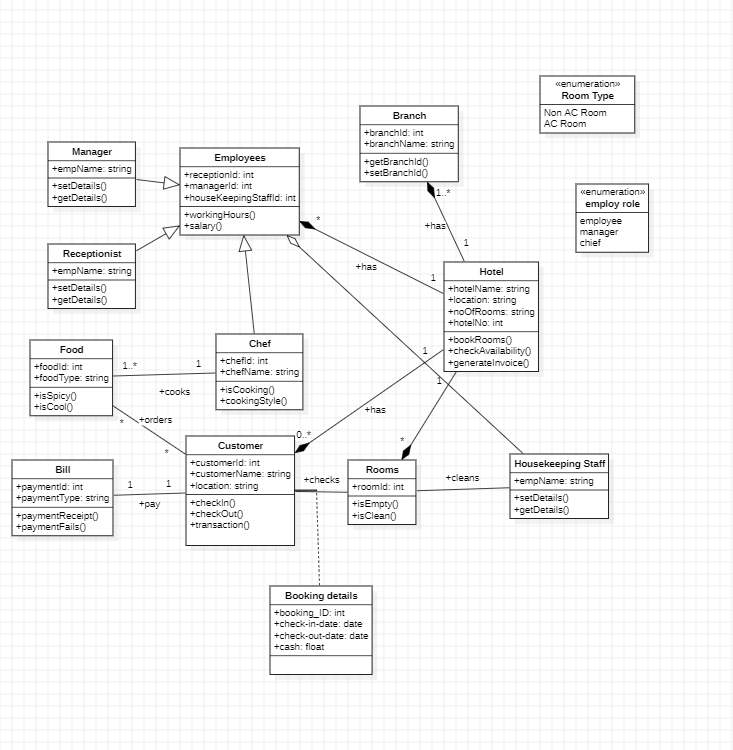 «enumeration»
Room Type
Non AC Room
AC Room
Branch
+branchId: int
+branchName: string
+getBranchId()
+setBranchId()
Manager
+empName: string
+setDetails()
+getDetails()
Employees
+receptionId: int
+managerId: int
+houseKeepingStaffId: int
+workingHours()
+salary()
«enumeration»
employ role
employee
manager
chief
1..*
+has
1
*
+has
1
Receptionist
+empName: string
+setDetails()
+getDetails()
Hotel
+hotelName: string
+location: string
+noOfRooms: string
+hotelNo: int
+bookRooms()
+checkAvailability()
+generateInvoice()
Food
+foodId: int
+foodType: string
+isSpicy()
+isCool()
1..*
1
+cooks
Chef
+chefId: int
+chefName: string
+isCooking()
+cookingStyle()
1
1
+has
*
+orders
*
0..*
*
Customer
+customerId: int
+customerName: string
+location: string
+checkIn()
+checkOut()
+transaction()
Bill
+paymentId: int
+paymentType: string
+paymentReceipt()
+paymentFails()
1
1
+pay
+checks
Rooms
+roomId: int
+isEmpty()
+isClean()
+cleans
Housekeeping Staff
+empName: string
+setDetails()
+getDetails()
Booking details
+booking_ID: int
+check-in-date: date
+check-out-date: date
+cash: float